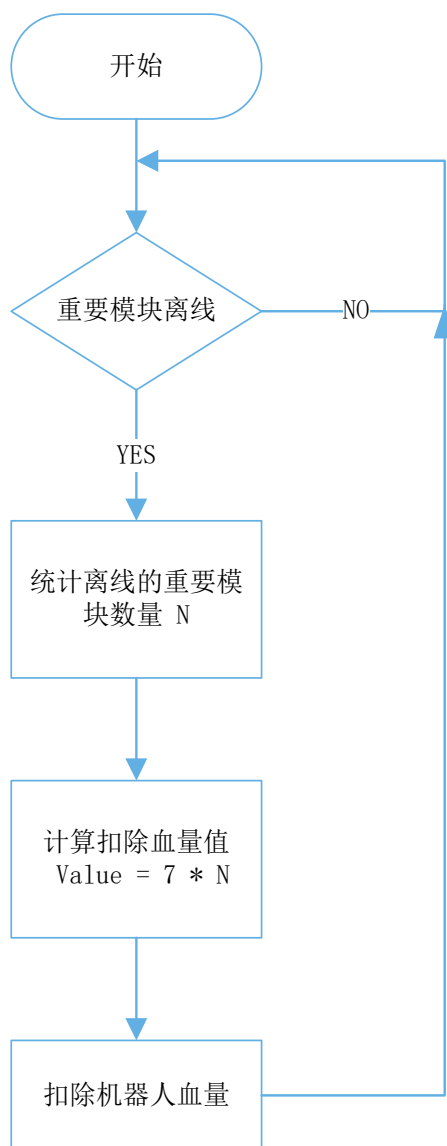 开始
重要模块离线
NO
YES
统计离线的重要模
块数量 N
计算扣除血量值
Value = 7 * N
扣除机器人血量